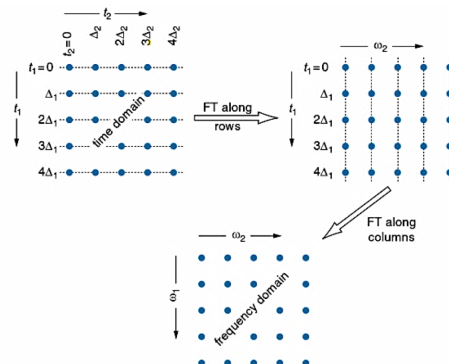 t₂
t₂=0 Δ₂ 2Δ₂ 3Δ₂ 4Δ₂
t₁=0
Δ₁
2Δ₁
3Δ₁
4Δ₁
t₁
time domain
FT along
rows
ω₂
t₁=0
Δ₁
2Δ₁
3Δ₁
4Δ₁
t₁
FT along
columns
ω₂
ω₁
frequency domain